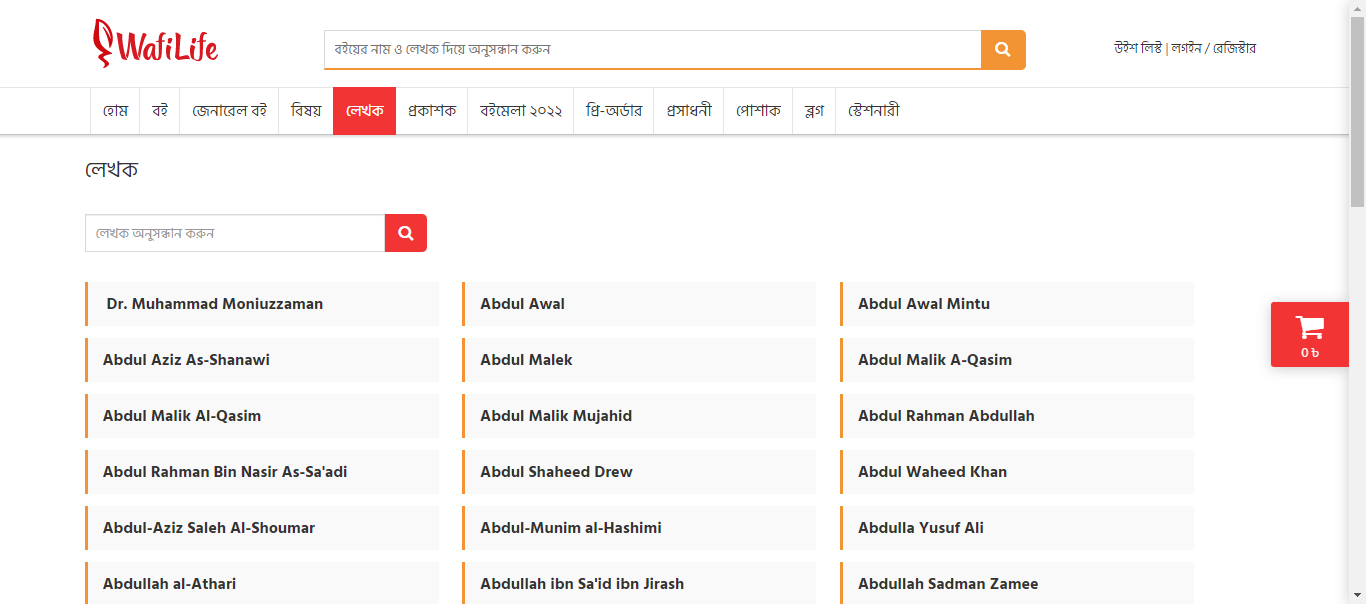 WafiLife
বইয়ের নাম ও লেখক দিয়ে অনুসন্ধান করুন
উইশ লিস্ট | লগইন / রেজিস্টার
হোম বই জেনারেল বই বিষয় লেখক প্রকাশক বইমেলা ২০২২ প্রি-অর্ডার প্রসাধনী পোশাক ব্লগ স্টেশনারী
লেখক
লেখক অনুসন্ধান করুন
Dr. Muhammad Moniuzzaman Abdul Awal Abdul Awal Mintu
0 ৳
Abdul Aziz As-Shanawi Abdul Malek Abdul Malik A-Qasim
Abdul Malik Al-Qasim Abdul Malik Mujahid Abdul Rahman Abdullah
Abdul Rahman Bin Nasir As-Sa'adi Abdul Shaheed Drew Abdul Waheed Khan
Abdul-Aziz Saleh Al-Shoumar Abdul-Munim al-Hashimi Abdulla Yusuf Ali
Abdullah al-Athari Abdullah ibn Sa'id ibn Jirash Abdullah Sadman Zamee